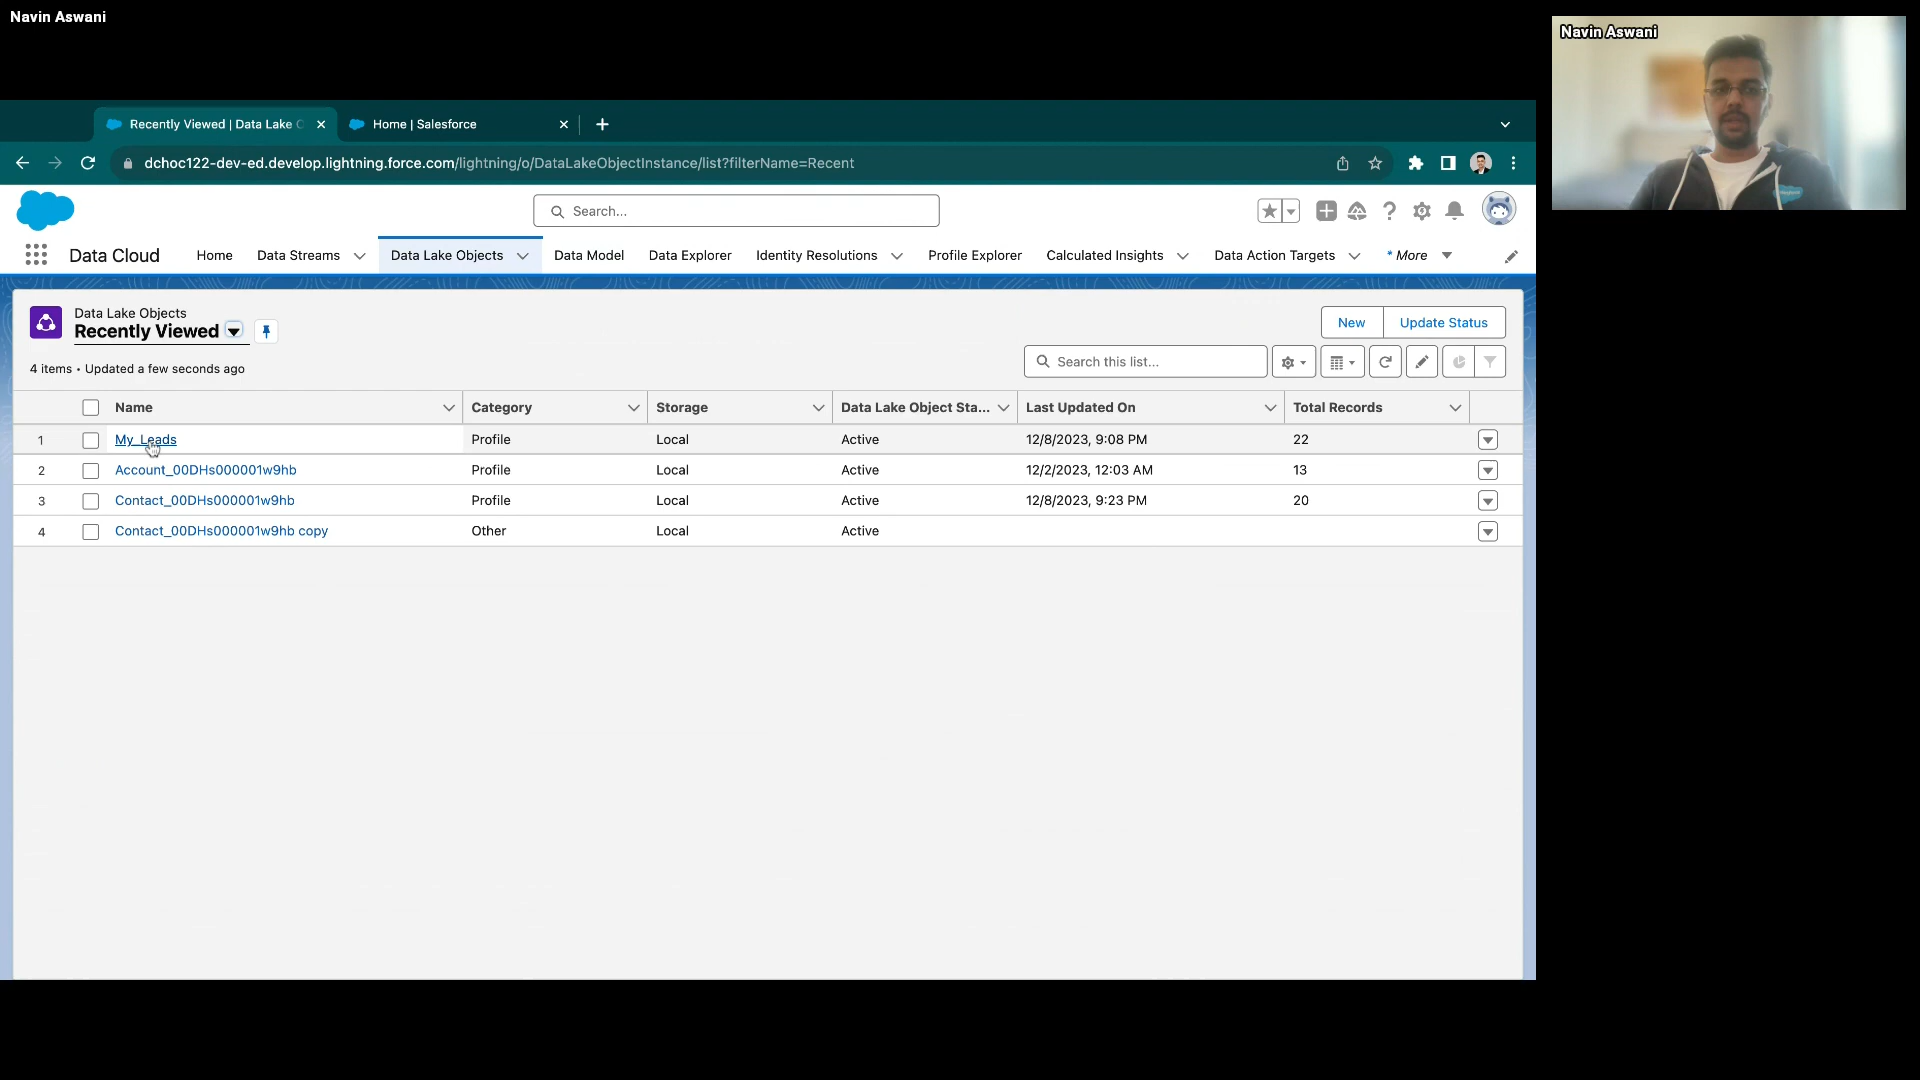 Navin Aswani
Navin Aswani
Recently Viewed | Data Lake
Home | Salesforce
dchoc122-dev-ed.develop.lightning.force.com/lightning/o/DataLakeObjectInstance/list?filterName=Recent
Search...
Data Cloud
Home
Data Streams
Data Lake Objects
Data Model
Data Explorer
Identity Resolutions
Profile Explorer
Calculated Insights
Data Action Targets
* More
Data Lake Objects
Recently Viewed
New
Update Status
4 items • Updated a few seconds ago
Search this list...
Name Category Storage Data Lake Object Sta... Last Updated On Total Records
1 My_Leads Profile Local Active 12/8/2023, 9:08 PM 22
2 Account_00DHs000001w9hb Profile Local Active 12/2/2023, 12:03 AM 13
3 Contact_00DHs000001w9hb Profile Local Active 12/8/2023, 9:23 PM 20
4 Contact_00DHs000001w9hb copy Other Local Active